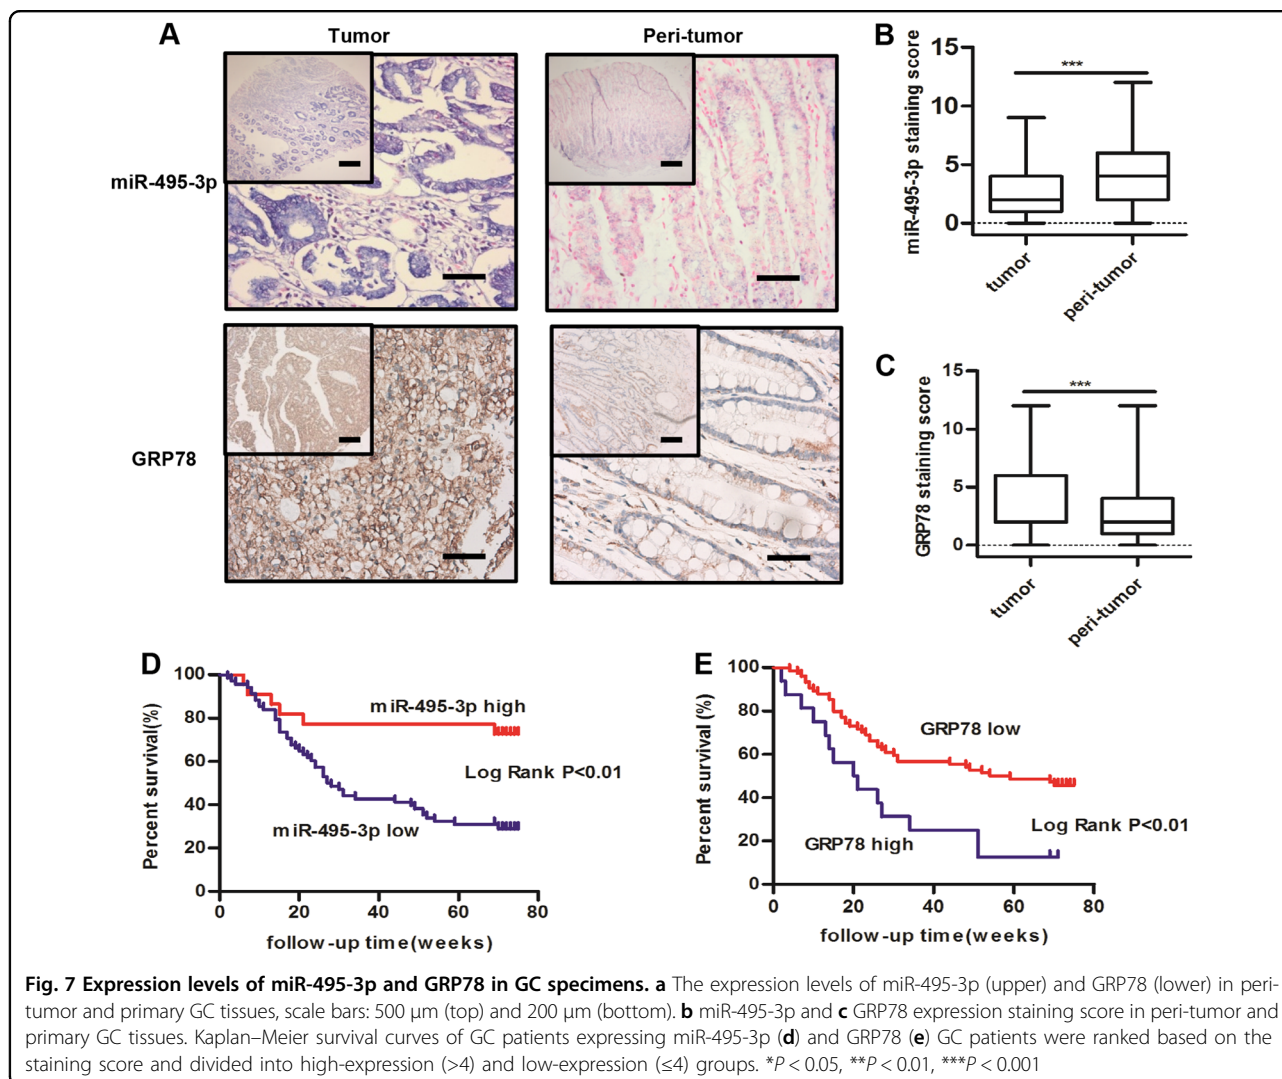 A
Tumor
Peri-tumor
miR-495-3p
GRP78
B
15
10
5
0
miR-495-3p staining score
***
tumor
peri-tumor
C
15
10
5
0
GRP78 staining score
***
tumor
peri-tumor
D
100
80
60
40
20
0
Percent survival(%)
miR-495-3p high
Log Rank P<0.01
miR-495-3p low
0 20 40 60 80
follow-up time(weeks)
E
100
80
60
40
20
0
Percent survival (%)
GRP78 low
Log Rank P<0.01
GRP78 high
0 20 40 60 80
follow-up time(weeks)
Fig. 7 Expression levels of miR-495-3p and GRP78 in GC specimens. a The expression levels of miR-495-3p (upper) and GRP78 (lower) in peri-
tumor and primary GC tissues, scale bars: 500 µm (top) and 200 µm (bottom). b miR-495-3p and c GRP78 expression staining score in peri-tumor and
primary GC tissues. Kaplan–Meier survival curves of GC patients expressing miR-495-3p (d) and GRP78 (e) GC patients were ranked based on the
staining score and divided into high-expression (>4) and low-expression (≤4) groups. *P < 0.05, **P < 0.01, ***P < 0.001